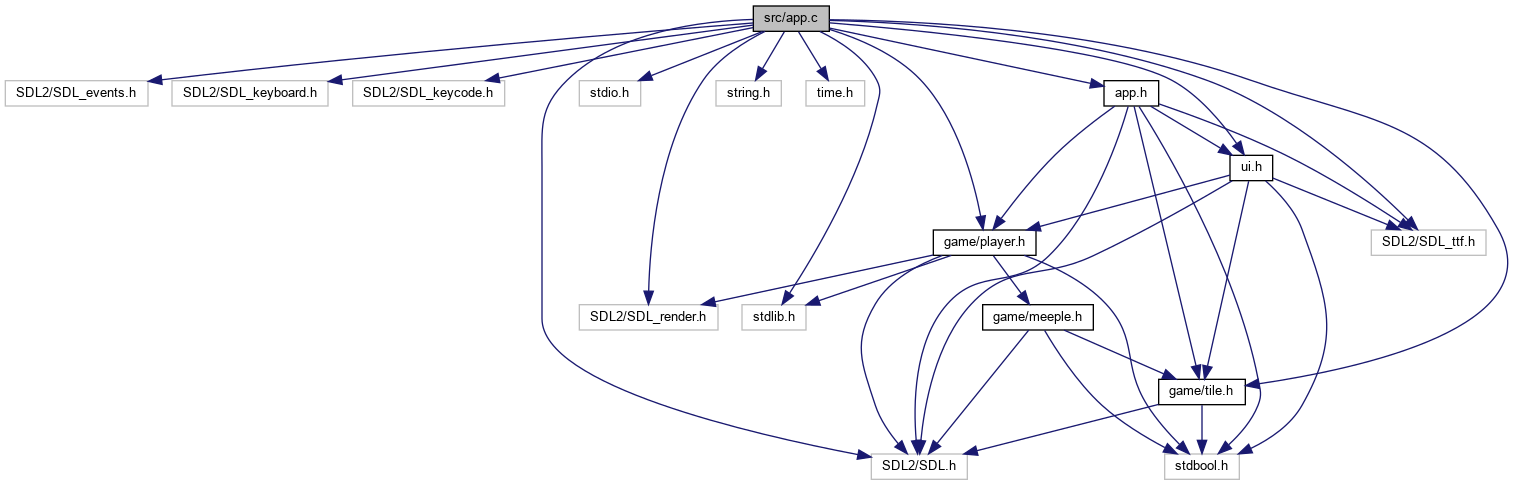 src/app.c
SDL2/SDL_events.h
SDL2/SDL_keyboard.h
SDL2/SDL_keycode.h
stdio.h
string.h
time.h
app.h
ui.h
game/player.h
SDL2/SDL_ttf.h
SDL2/SDL_render.h
stdlib.h
game/meeple.h
game/tile.h
SDL2/SDL.h
stdbool.h